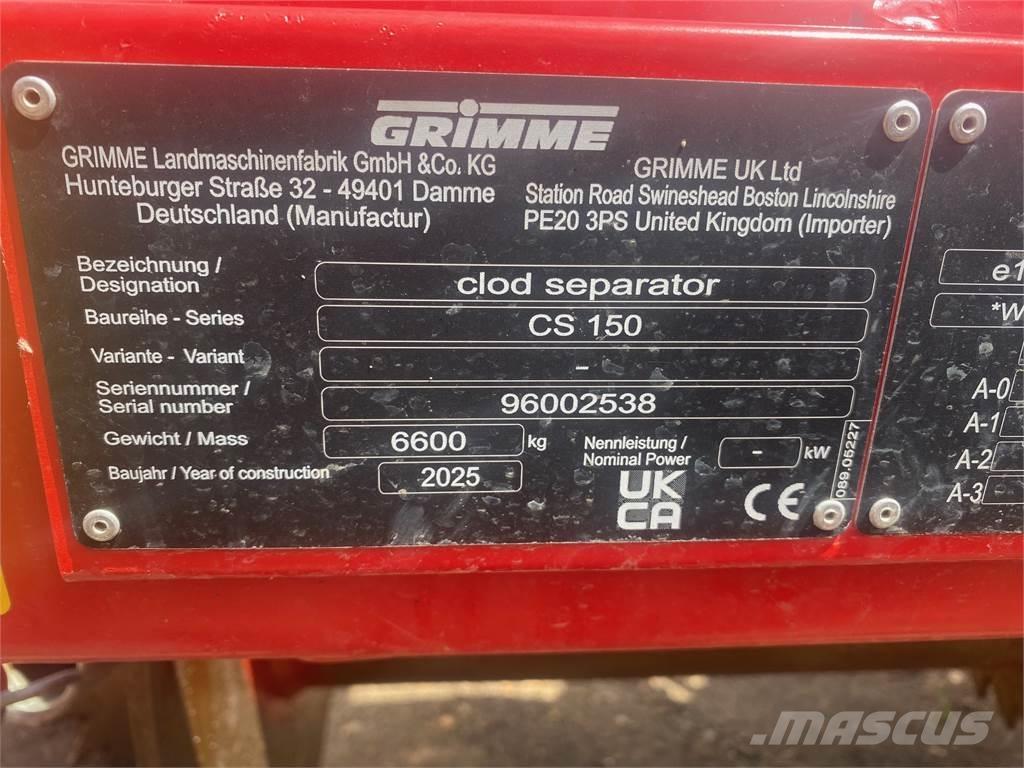 GRIMME
GRIMME Landmaschinenfabrik GmbH &Co. KG
Hunteburger Straße 32 - 49401 Damme
Deutschland (Manufactur)
GRIMME UK Ltd
Station Road Swineshead Boston Lincolnshire
PE20 3PS United Kingdom (Importer)
Bezeichnung /
Designation
clod separator
Baureihe - Series
CS 150
Variante - Variant
-
Seriennummer /
Serial number
96002538
Gewicht / Mass
6600 kg
Nennleistung /
Nominal Power
- kW
Baujahr / Year of construction
2025
UK
CA
CE
089.05227
e1
*W
A-0
A-1
A-2
A-3
MASCUS